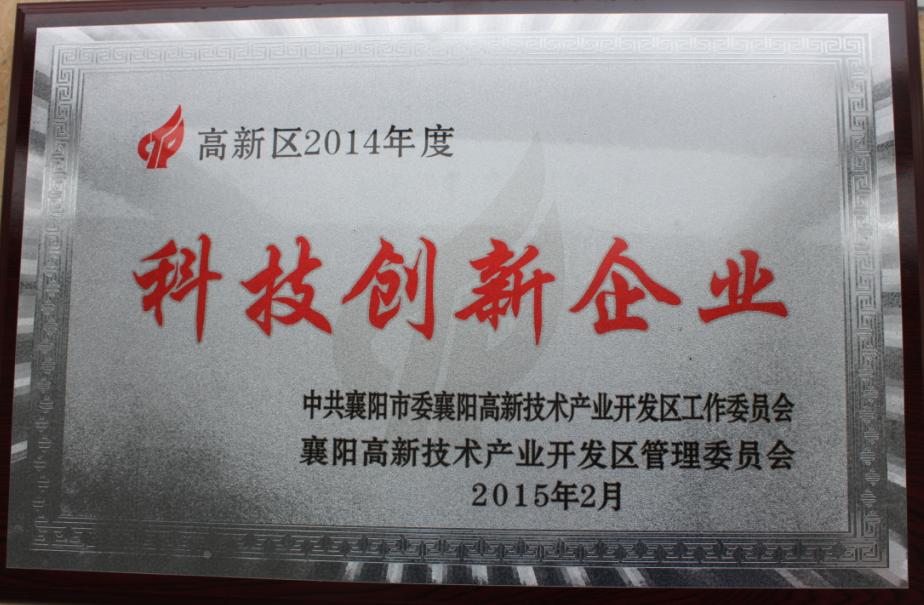 高新区2014年度
科技创新企业
中共襄阳市委襄阳高新技术产业开发区工作委员会
襄阳高新技术产业开发区管理委员会
2015年2月